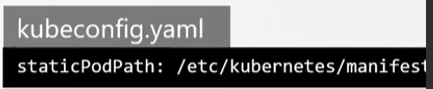 kubeconfig.yaml
staticPodPath: /etc/kubernetes/manifest